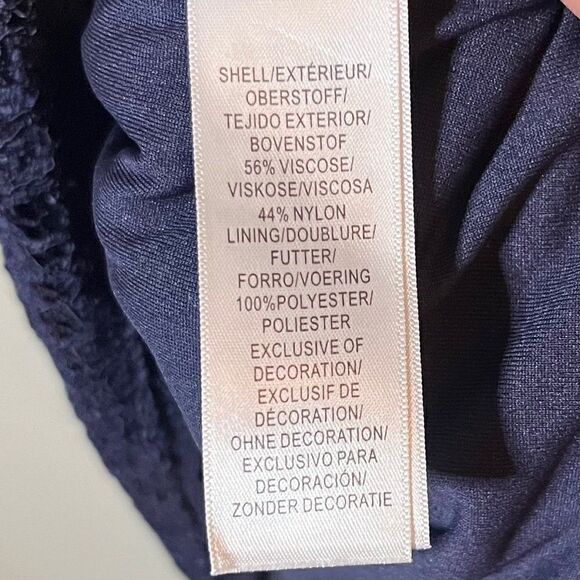 SHELL/EXTÉRIEUR/
OBERSTOFF/
TEJIDO EXTERIOR/
BOVENSTOF
56% VISCOSE/
VISKOSE/VISCOSA
44% NYLON
LINING/DOUBLURE/
FUTTER/
FORRO/VOERING
100%POLYESTER/
POLIESTER
EXCLUSIVE OF
DECORATION/
EXCLUSIF DE
DÉCORATION/
OHNE DECORATION/
EXCLUSIVO PARA
DECORACIÓN/
ZONDER DECORATIE